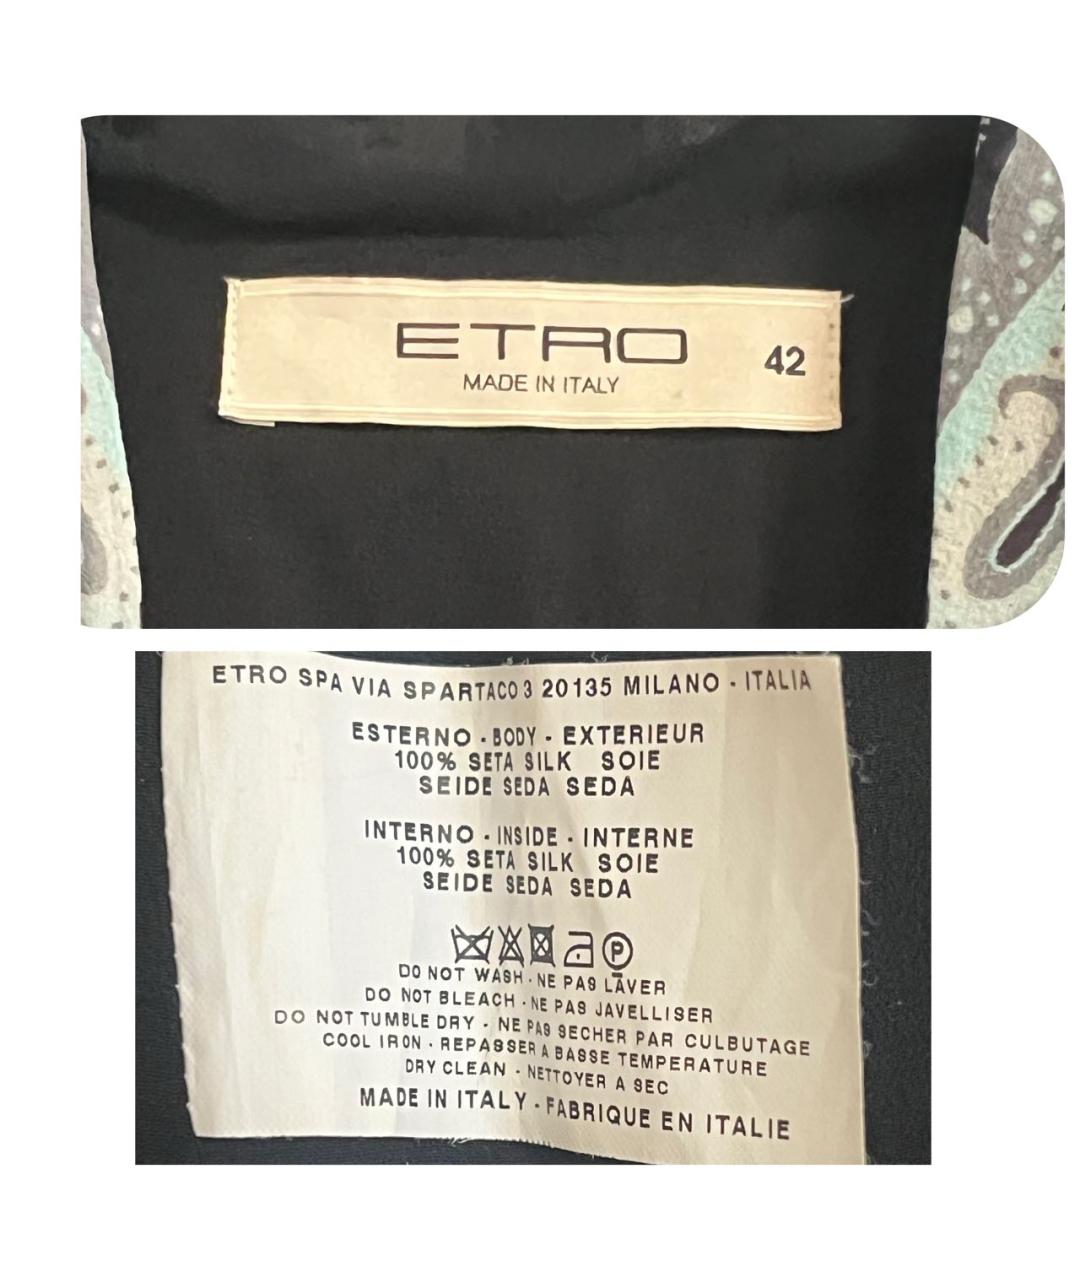 ETRO
42
MADE IN ITALY
ETRO SPA VIA SPARTACO 3 20135 MILANO - ITALIA
ESTERNO - BODY - EXTERIEUR
100% SETA SILK SOIE
SEIDE SEDA SEDA
INTERNO - INSIDE - INTERNE
100% SETA SILK SOIE
SEIDE SEDA SEDA
P
DO NOT WASH - NE PAS LAVER
DO NOT BLEACH - NE PAS JAVELLISER
DO NOT TUMBLE DRY - NE PAS SECHER PAR CULBUTAGE
COOL IRON - REPASSER A BASSE TEMPERATURE
DRY CLEAN - NETTOYER A SEC
MADE IN ITALY - FABRIQUE EN ITALIE